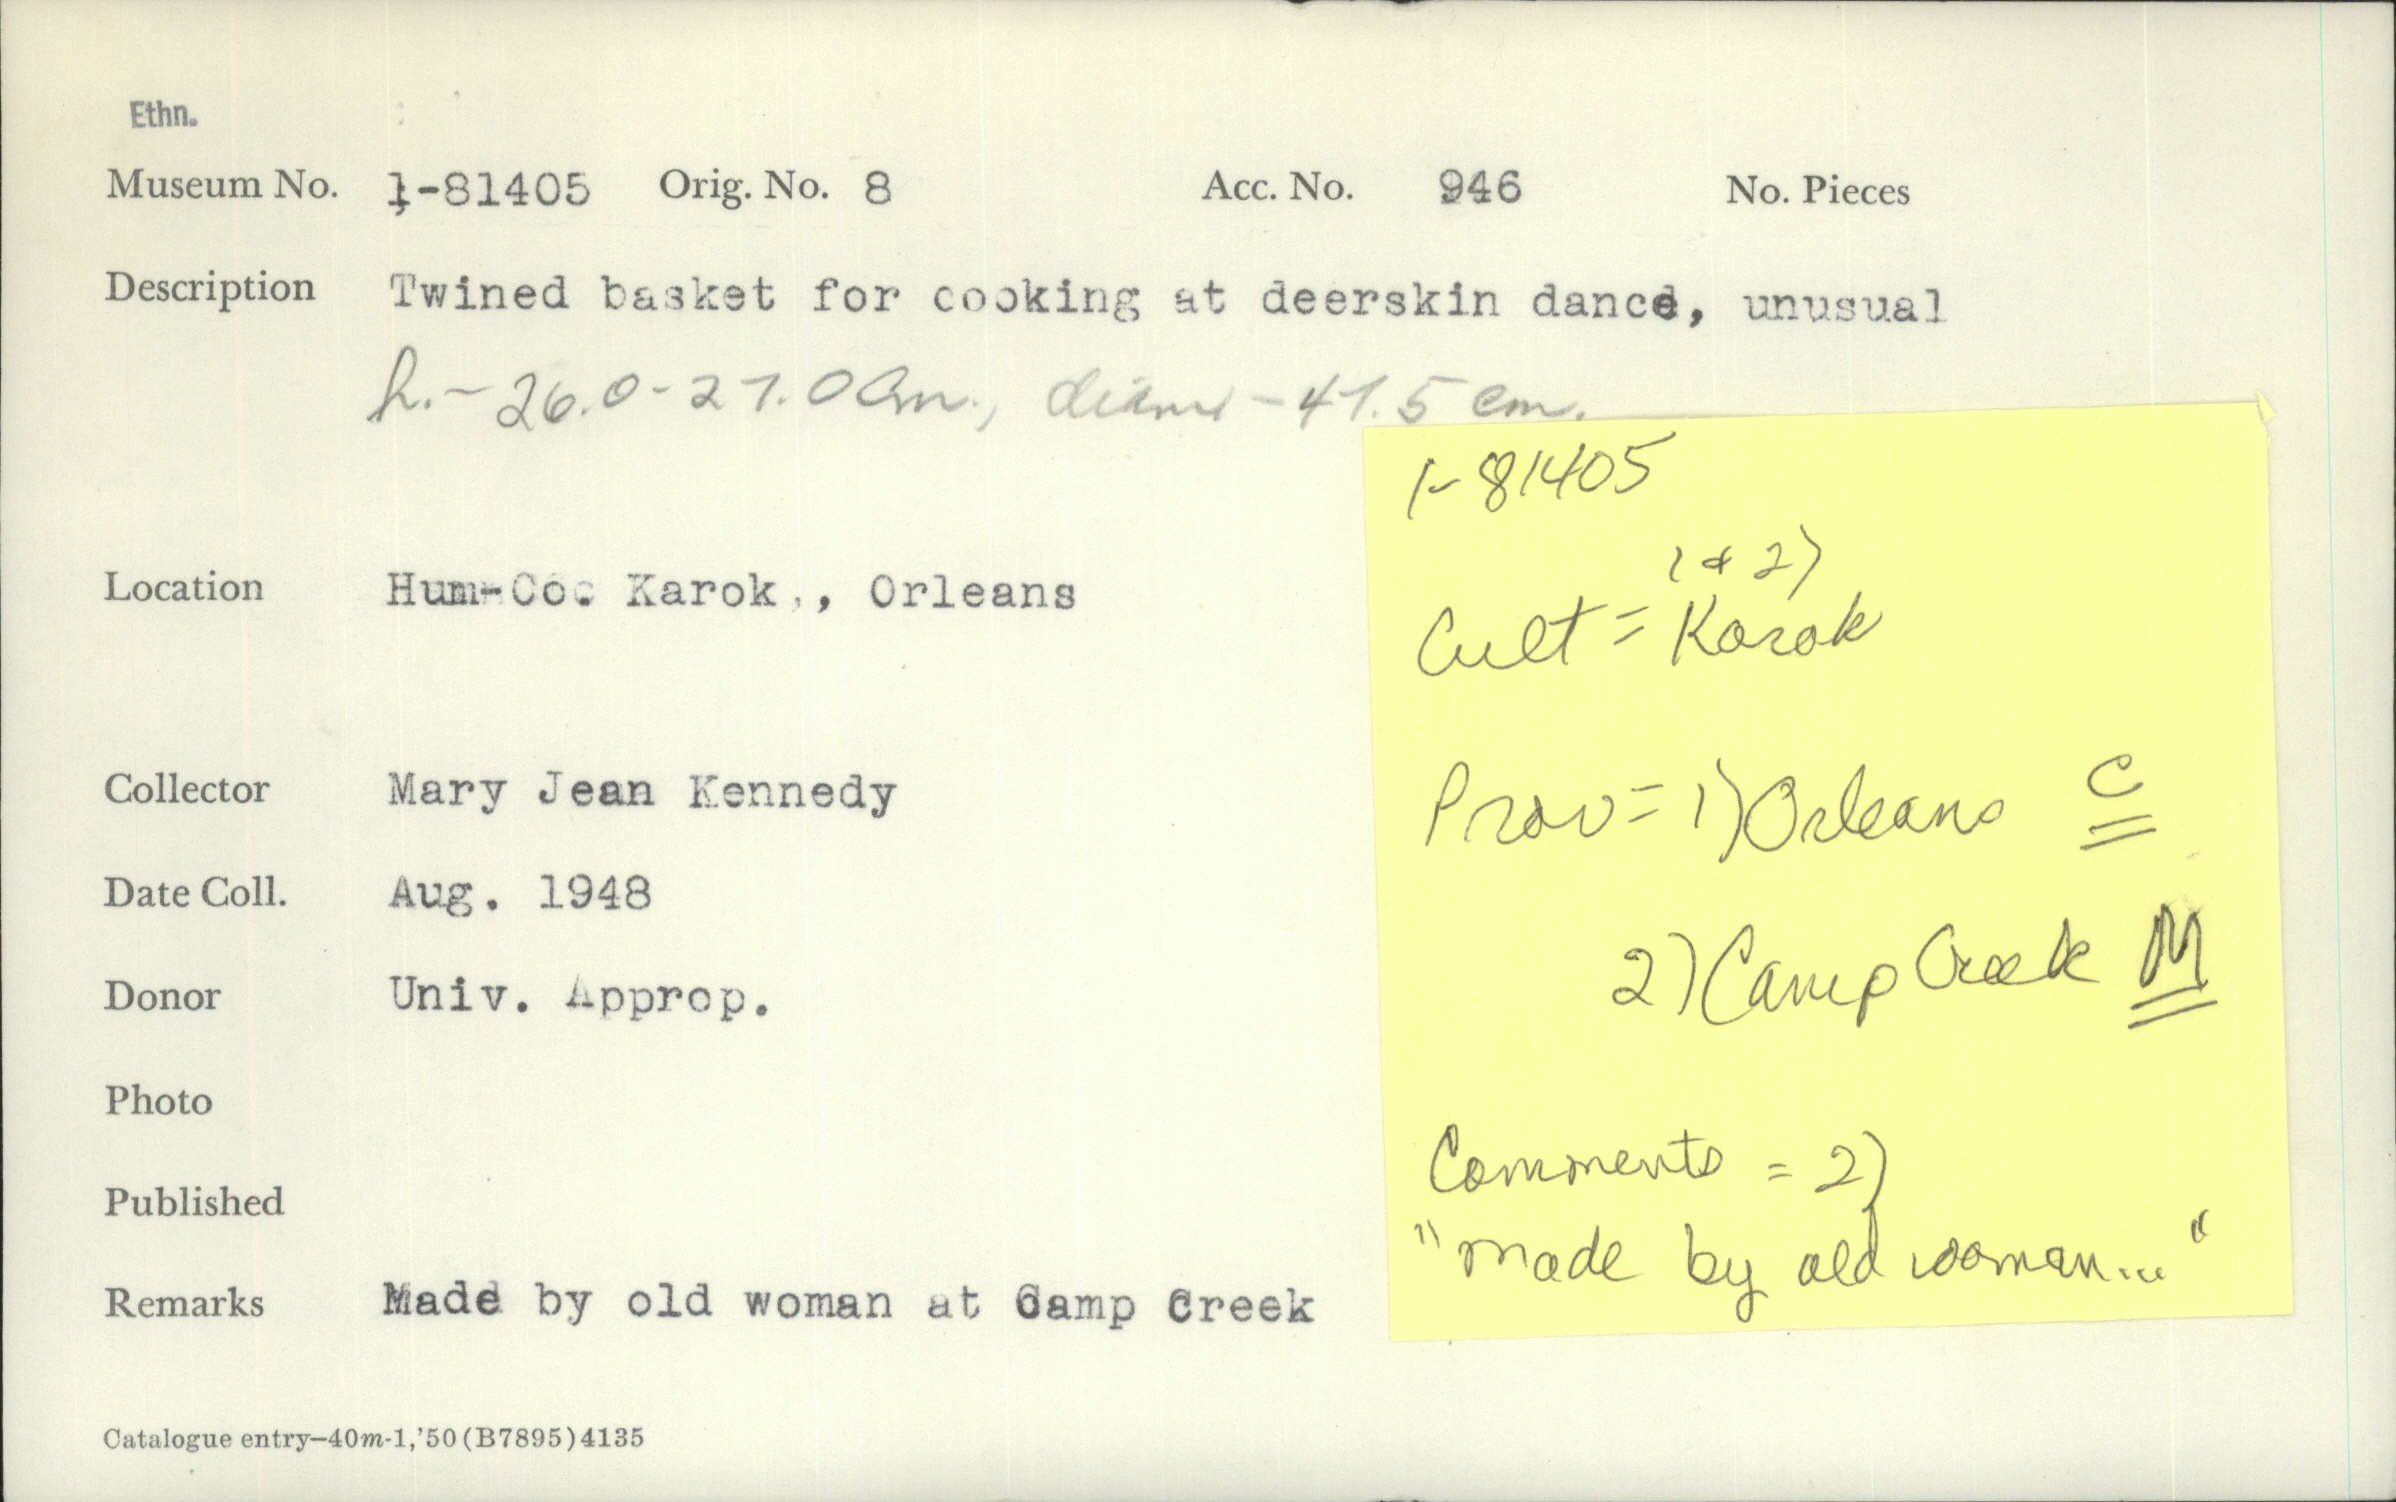 Ethn.
Museum No. 1-81405 Orig. No. 8 Acc. No. 946 No. Pieces
Description Twined basket for cooking at deerskin dance, unusual
h.- 26.0-27.0 cm., diam - 47.5 cm.
Location Hum-Co. Karok, Orleans
Collector Mary Jean Kennedy
Date Coll. Aug. 1948
Donor Univ. Approp.
Photo
Published
Remarks Made by old woman at Camp Creek
Catalogue entry—40m-1,'50(B7895)4135
1-81405
1 & 2)
Cult = Karok
Prov = 1) Orleans C
2) Camp Creek M
Comments = 2)
"made by old woman..."